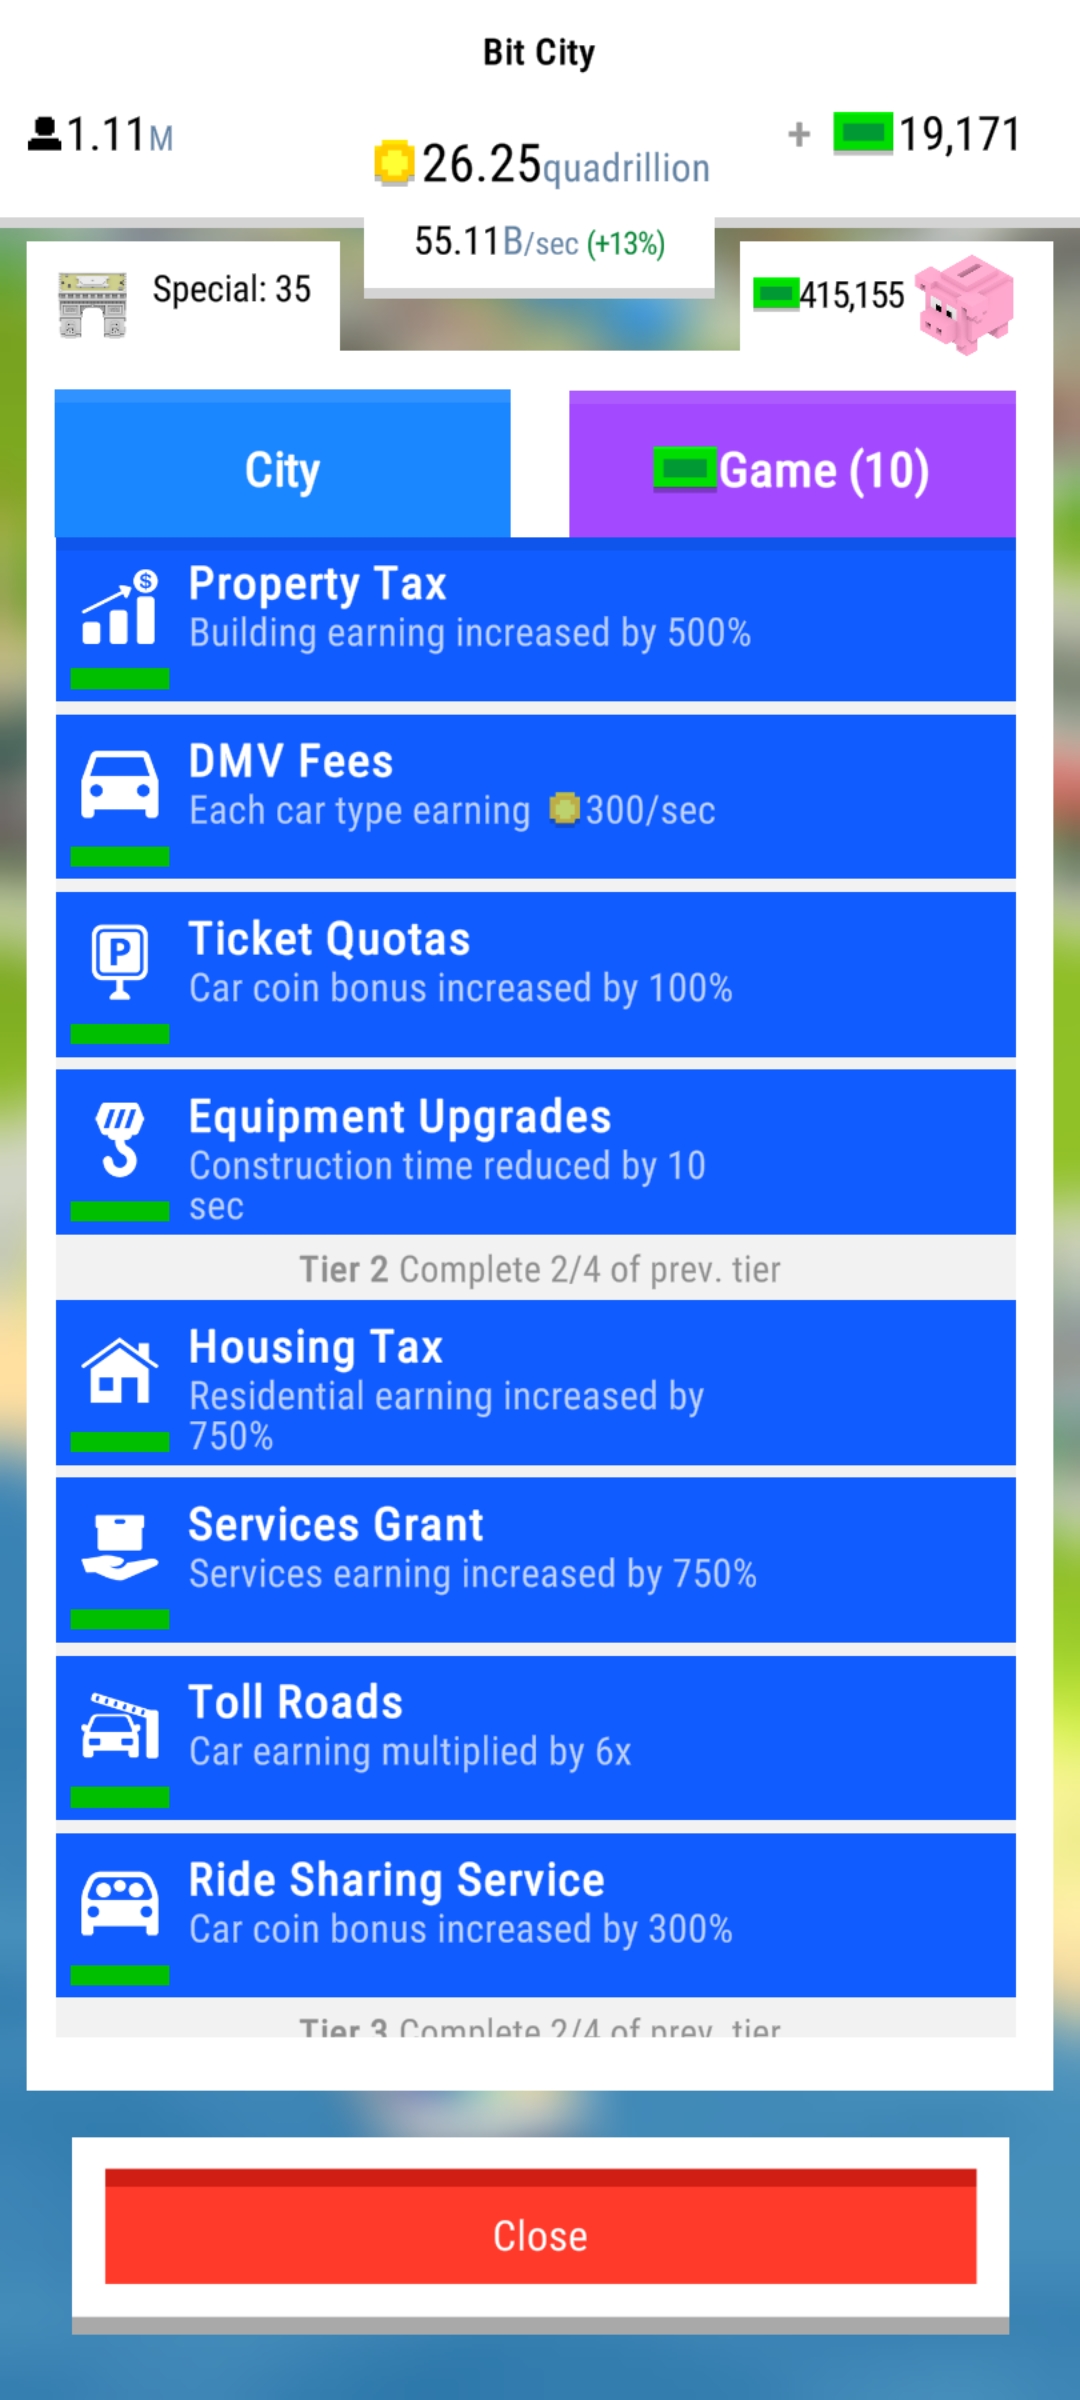 Bit City
1.11M
26.25quadrillion
+ 19,171
55.11B/sec (+13%)
Special: 35
415,155
City
Game (10)
Property Tax
Building earning increased by 500%
DMV Fees
Each car type earning 300/sec
P
Ticket Quotas
Car coin bonus increased by 100%
Equipment Upgrades
Construction time reduced by 10
sec
Tier 2 Complete 2/4 of prev. tier
Housing Tax
Residential earning increased by
750%
Services Grant
Services earning increased by 750%
Toll Roads
Car earning multiplied by 6x
Ride Sharing Service
Car coin bonus increased by 300%
Tier 3 Complete 2/4 of prev. tier
Close